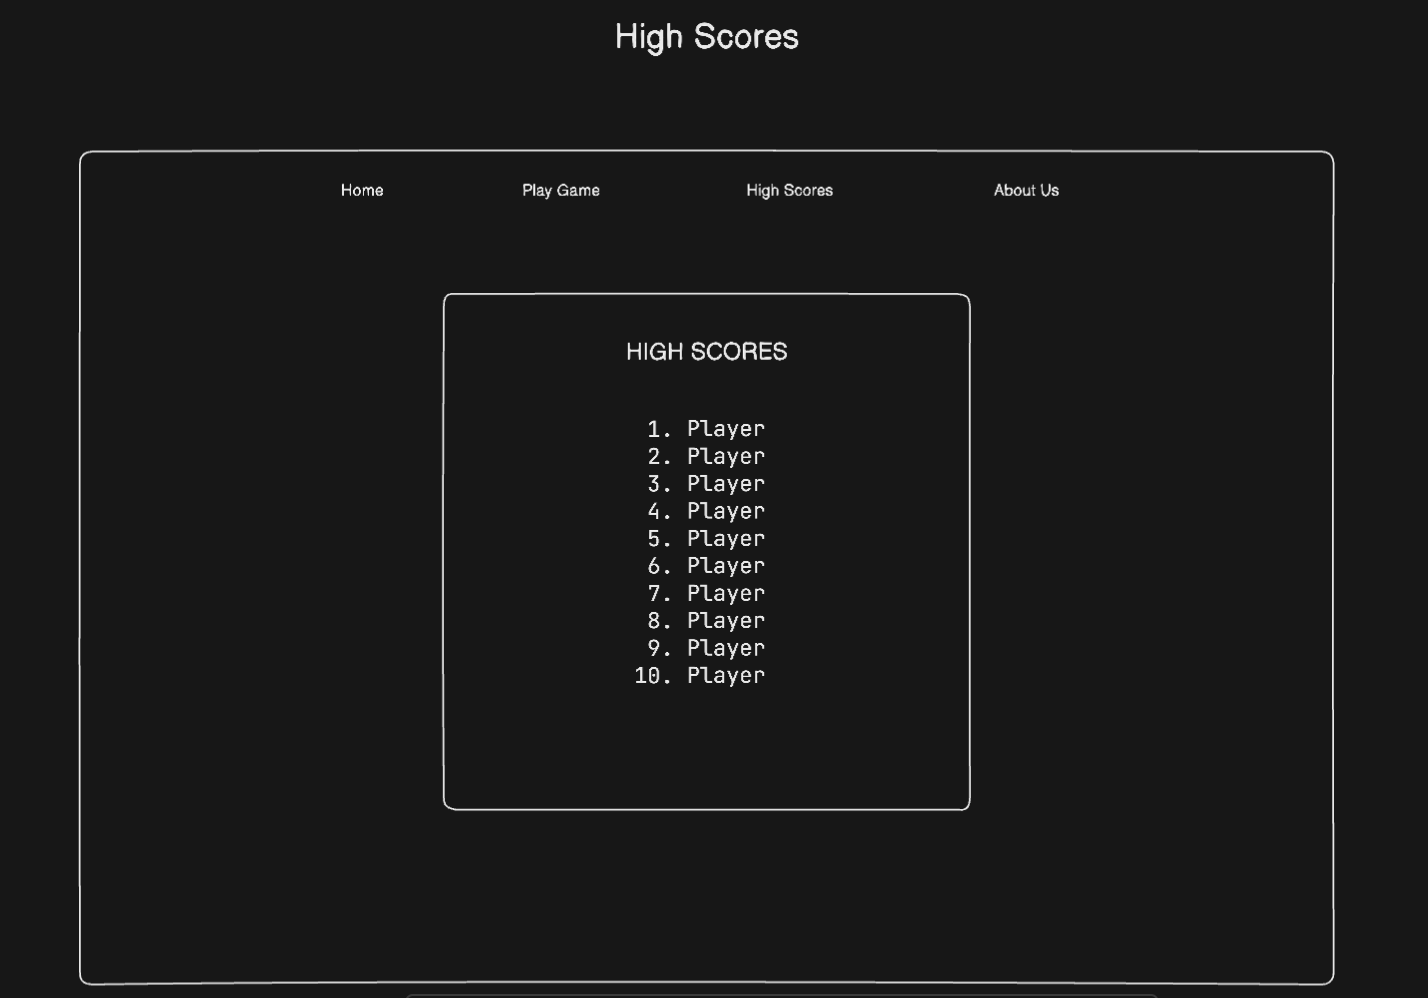 High Scores
Home Play Game High Scores About Us
HIGH SCORES
1. Player
2. Player
3. Player
4. Player
5. Player
6. Player
7. Player
8. Player
9. Player
10. Player